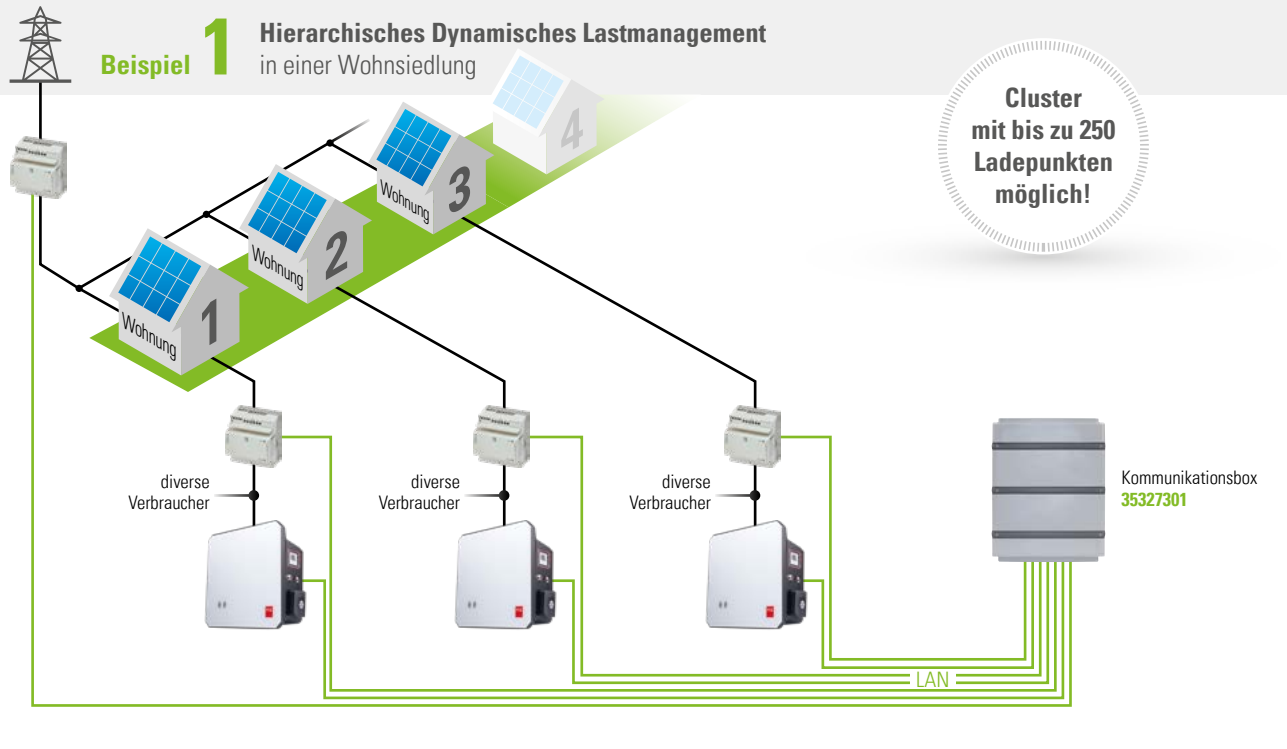 Beispiel 1
Hierarchisches Dynamisches Lastmanagement
in einer Wohnsiedlung
Cluster
mit bis zu 250
Ladepunkten
möglich!
4
Wohnung 3
Wohnung 2
Wohnung 1
diverse
Verbraucher
diverse
Verbraucher
diverse
Verbraucher
Kommunikationsbox
35327301
LAN